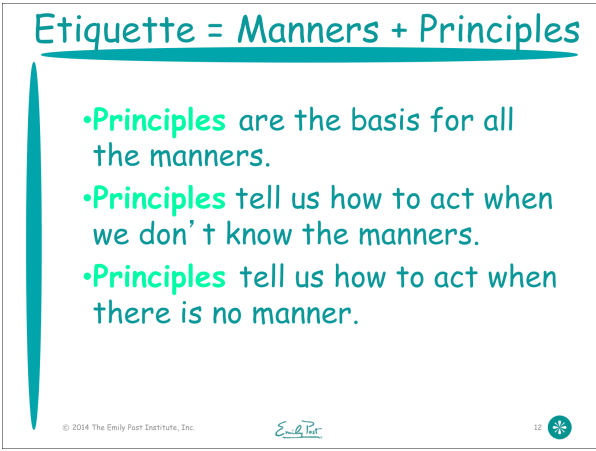 Etiquette = Manners + Principles
•Principles are the basis for all
the manners.
•Principles tell us how to act when
we don’t know the manners.
•Principles tell us how to act when
there is no manner.
© 2014 The Emily Post Institute, Inc.
Emily Post
12